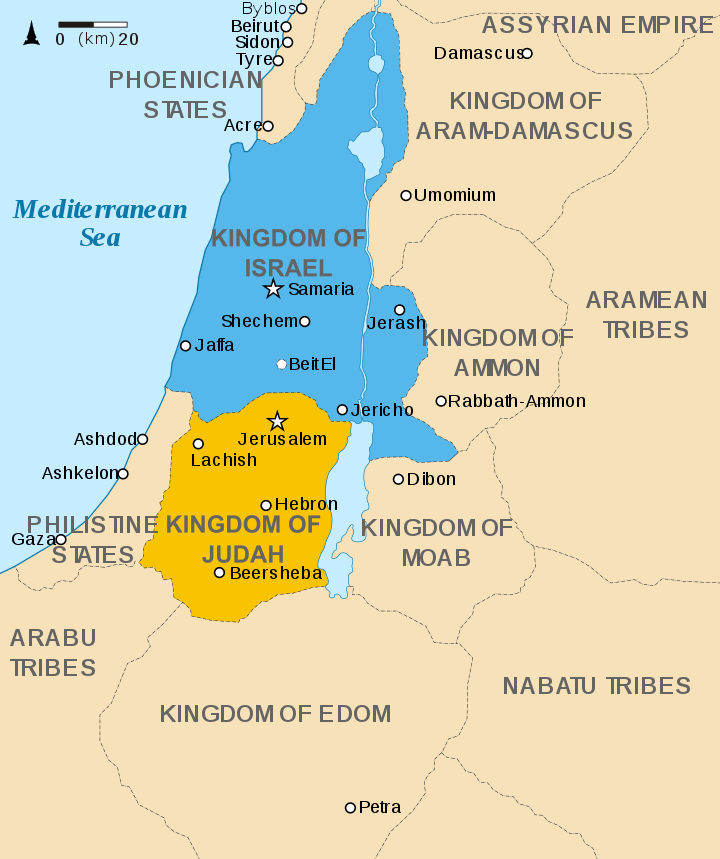 Byblos
ASSYRIAN EMPIRE
Beirut
0 (km) 20
Sidon
Damascus
Tyre
PHOENICIAN
STATES
KINGDOM OF
ARAM-DAMASCUS
Acre
Umomium
Mediterranean
Sea
KINGDOM OF
ISRAEL
Samaria
ARAMEAN
TRIBES
Shechem
Jerash
KINGDOM OF
AMMON
Jaffa
BeitEl
Rabbath-Ammon
Jericho
Ashdod
Jerusalem
Lachish
Ashkelon
Dibon
Hebron
PHILISTINE
STATES
KINGDOM OF
JUDAH
KINGDOM OF
MOAB
Gaza
Beersheba
ARABU
TRIBES
NABATU TRIBES
KINGDOM OF EDOM
Petra